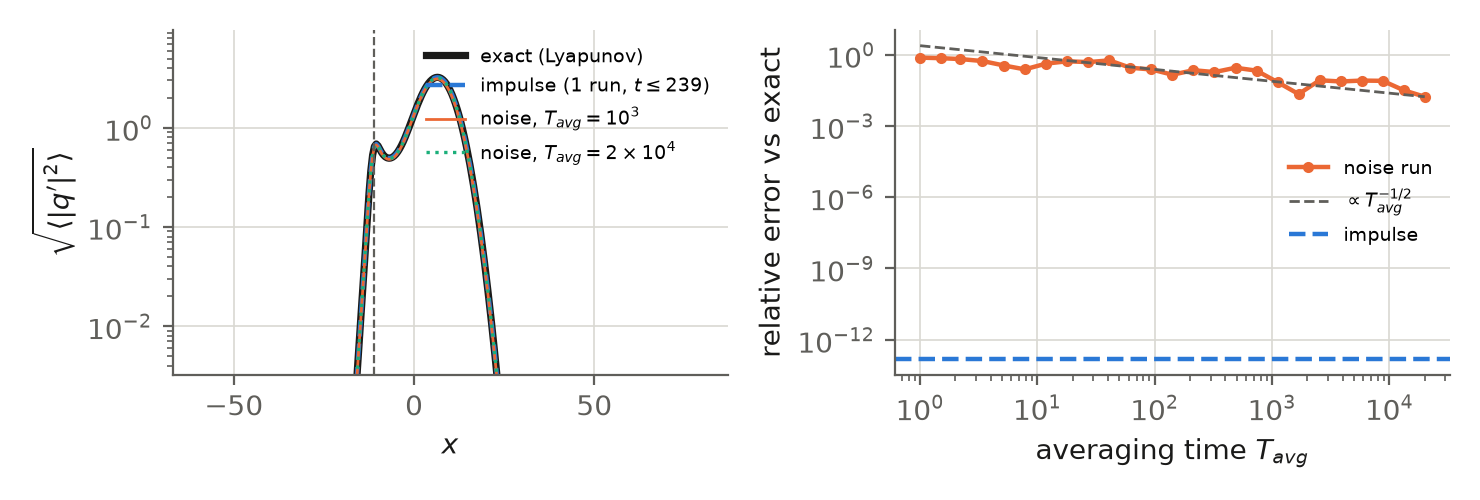 exact (Lyapunov)
impulse (1 run, t ≤ 239)
noise, T_avg = 10^3
noise, T_avg = 2 × 10^4
√⟨|q′|^2⟩
10^0
10^−1
10^−2
−50
0
50
x
relative error vs exact
10^0
10^−3
10^−6
10^−9
10^−12
noise run
∝ T_avg^−1/2
impulse
10^0
10^1
10^2
10^3
10^4
averaging time T_avg